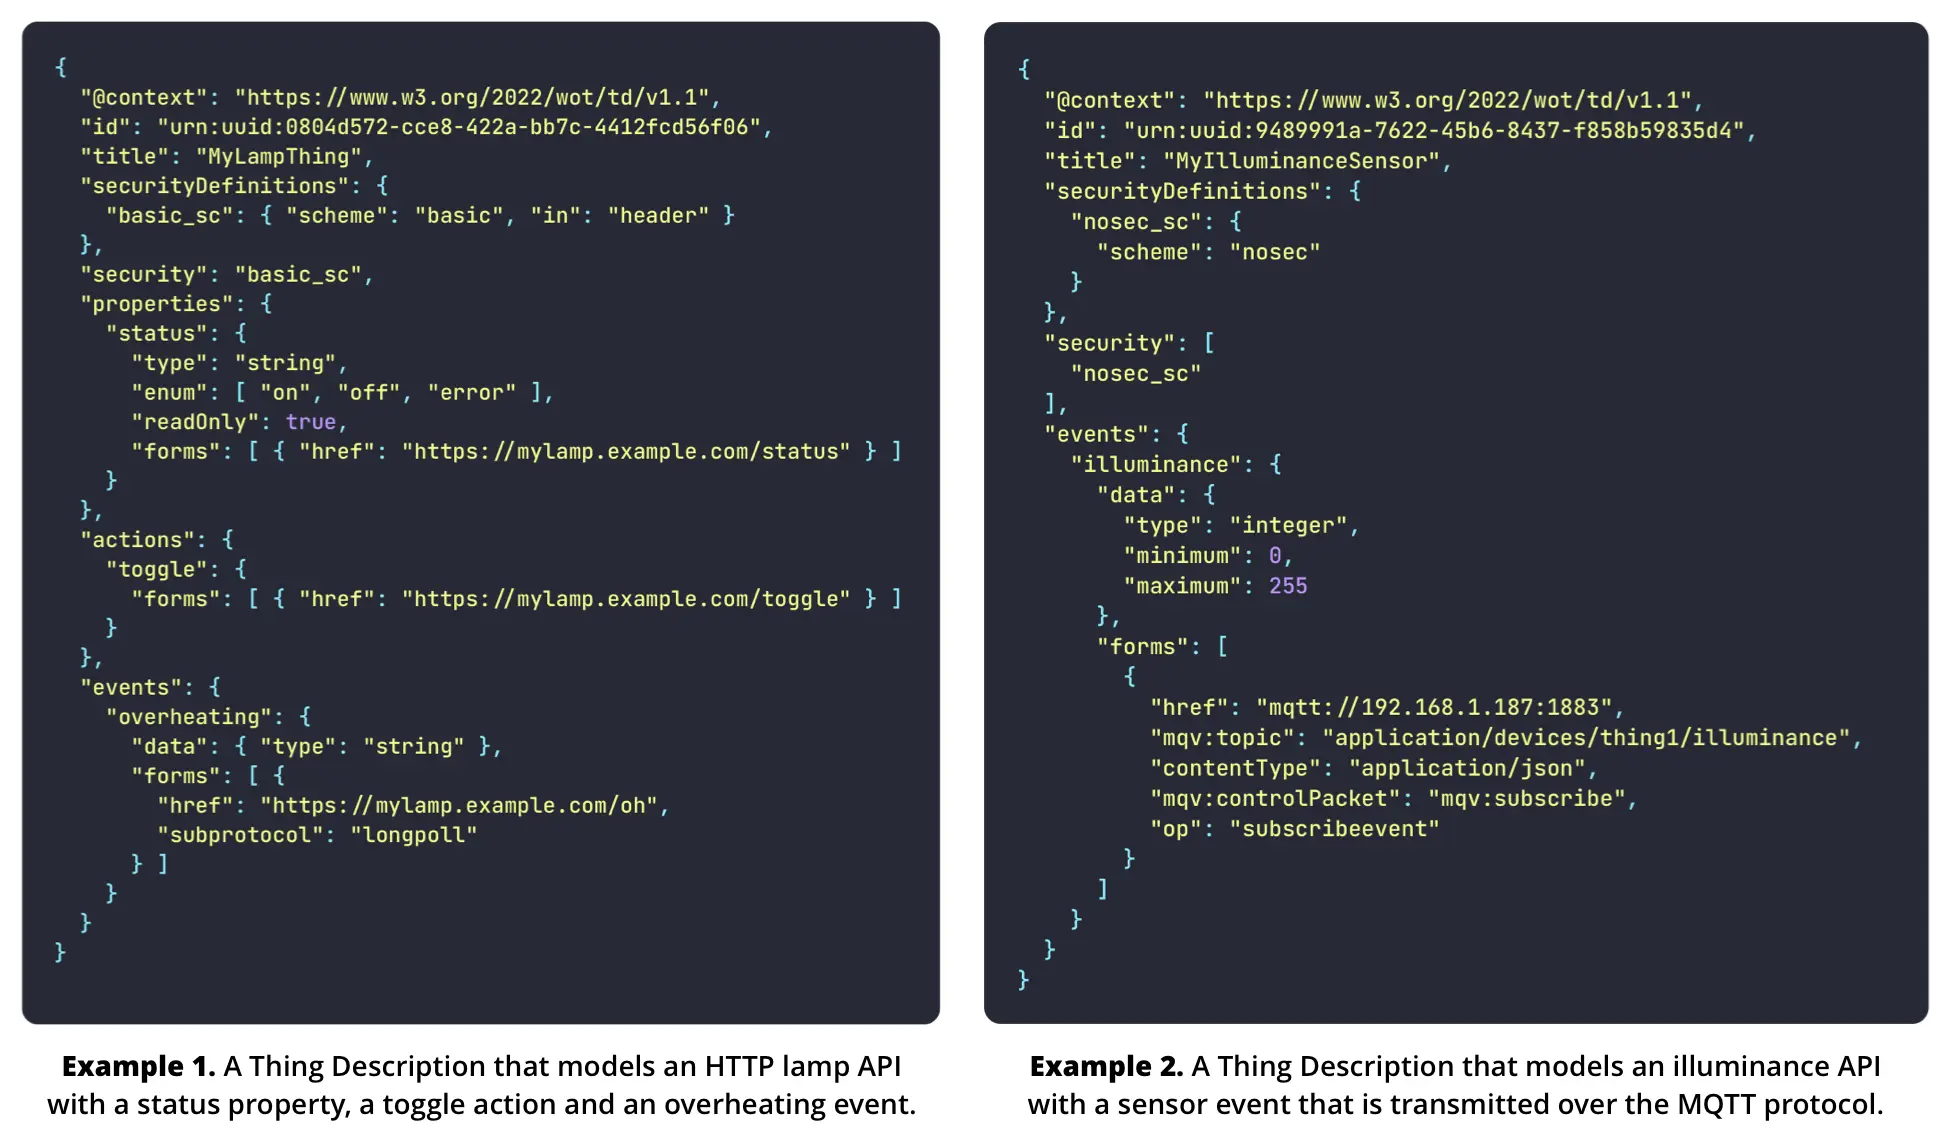 {
  "@context": "https://www.w3.org/2022/wot/td/v1.1",
  "id": "urn:uuid:0804d572-cce8-422a-bb7c-4412fcd56f06",
  "title": "MyLampThing",
  "securityDefinitions": {
    "basic_sc": { "scheme": "basic", "in": "header" }
  },
  "security": "basic_sc",
  "properties": {
    "status": {
      "type": "string",
      "enum": [ "on", "off", "error" ],
      "readOnly": true,
      "forms": [ { "href": "https://mylamp.example.com/status" } ]
    }
  },
  "actions": {
    "toggle": {
      "forms": [ { "href": "https://mylamp.example.com/toggle" } ]
    }
  },
  "events": {
    "overheating": {
      "data": { "type": "string" },
      "forms": [ {
        "href": "https://mylamp.example.com/oh",
        "subprotocol": "longpoll"
      } ]
    }
  }
}
Example 1. A Thing Description that models an HTTP lamp API
with a status property, a toggle action and an overheating event.
{
  "@context": "https://www.w3.org/2022/wot/td/v1.1",
  "id": "urn:uuid:9489991a-7622-45b6-8437-f858b59835d4",
  "title": "MyIlluminanceSensor",
  "securityDefinitions": {
    "nosec_sc": {
      "scheme": "nosec"
    }
  },
  "security": [
    "nosec_sc"
  ],
  "events": {
    "illuminance": {
      "data": {
        "type": "integer",
        "minimum": 0,
        "maximum": 255
      },
      "forms": [
        {
          "href": "mqtt://192.168.1.187:1883",
          "mqv:topic": "application/devices/thing1/illuminance",
          "contentType": "application/json",
          "mqv:controlPacket": "mqv:subscribe",
          "op": "subscribeevent"
        }
      ]
    }
  }
}
Example 2. A Thing Description that models an illuminance API
with a sensor event that is transmitted over the MQTT protocol.